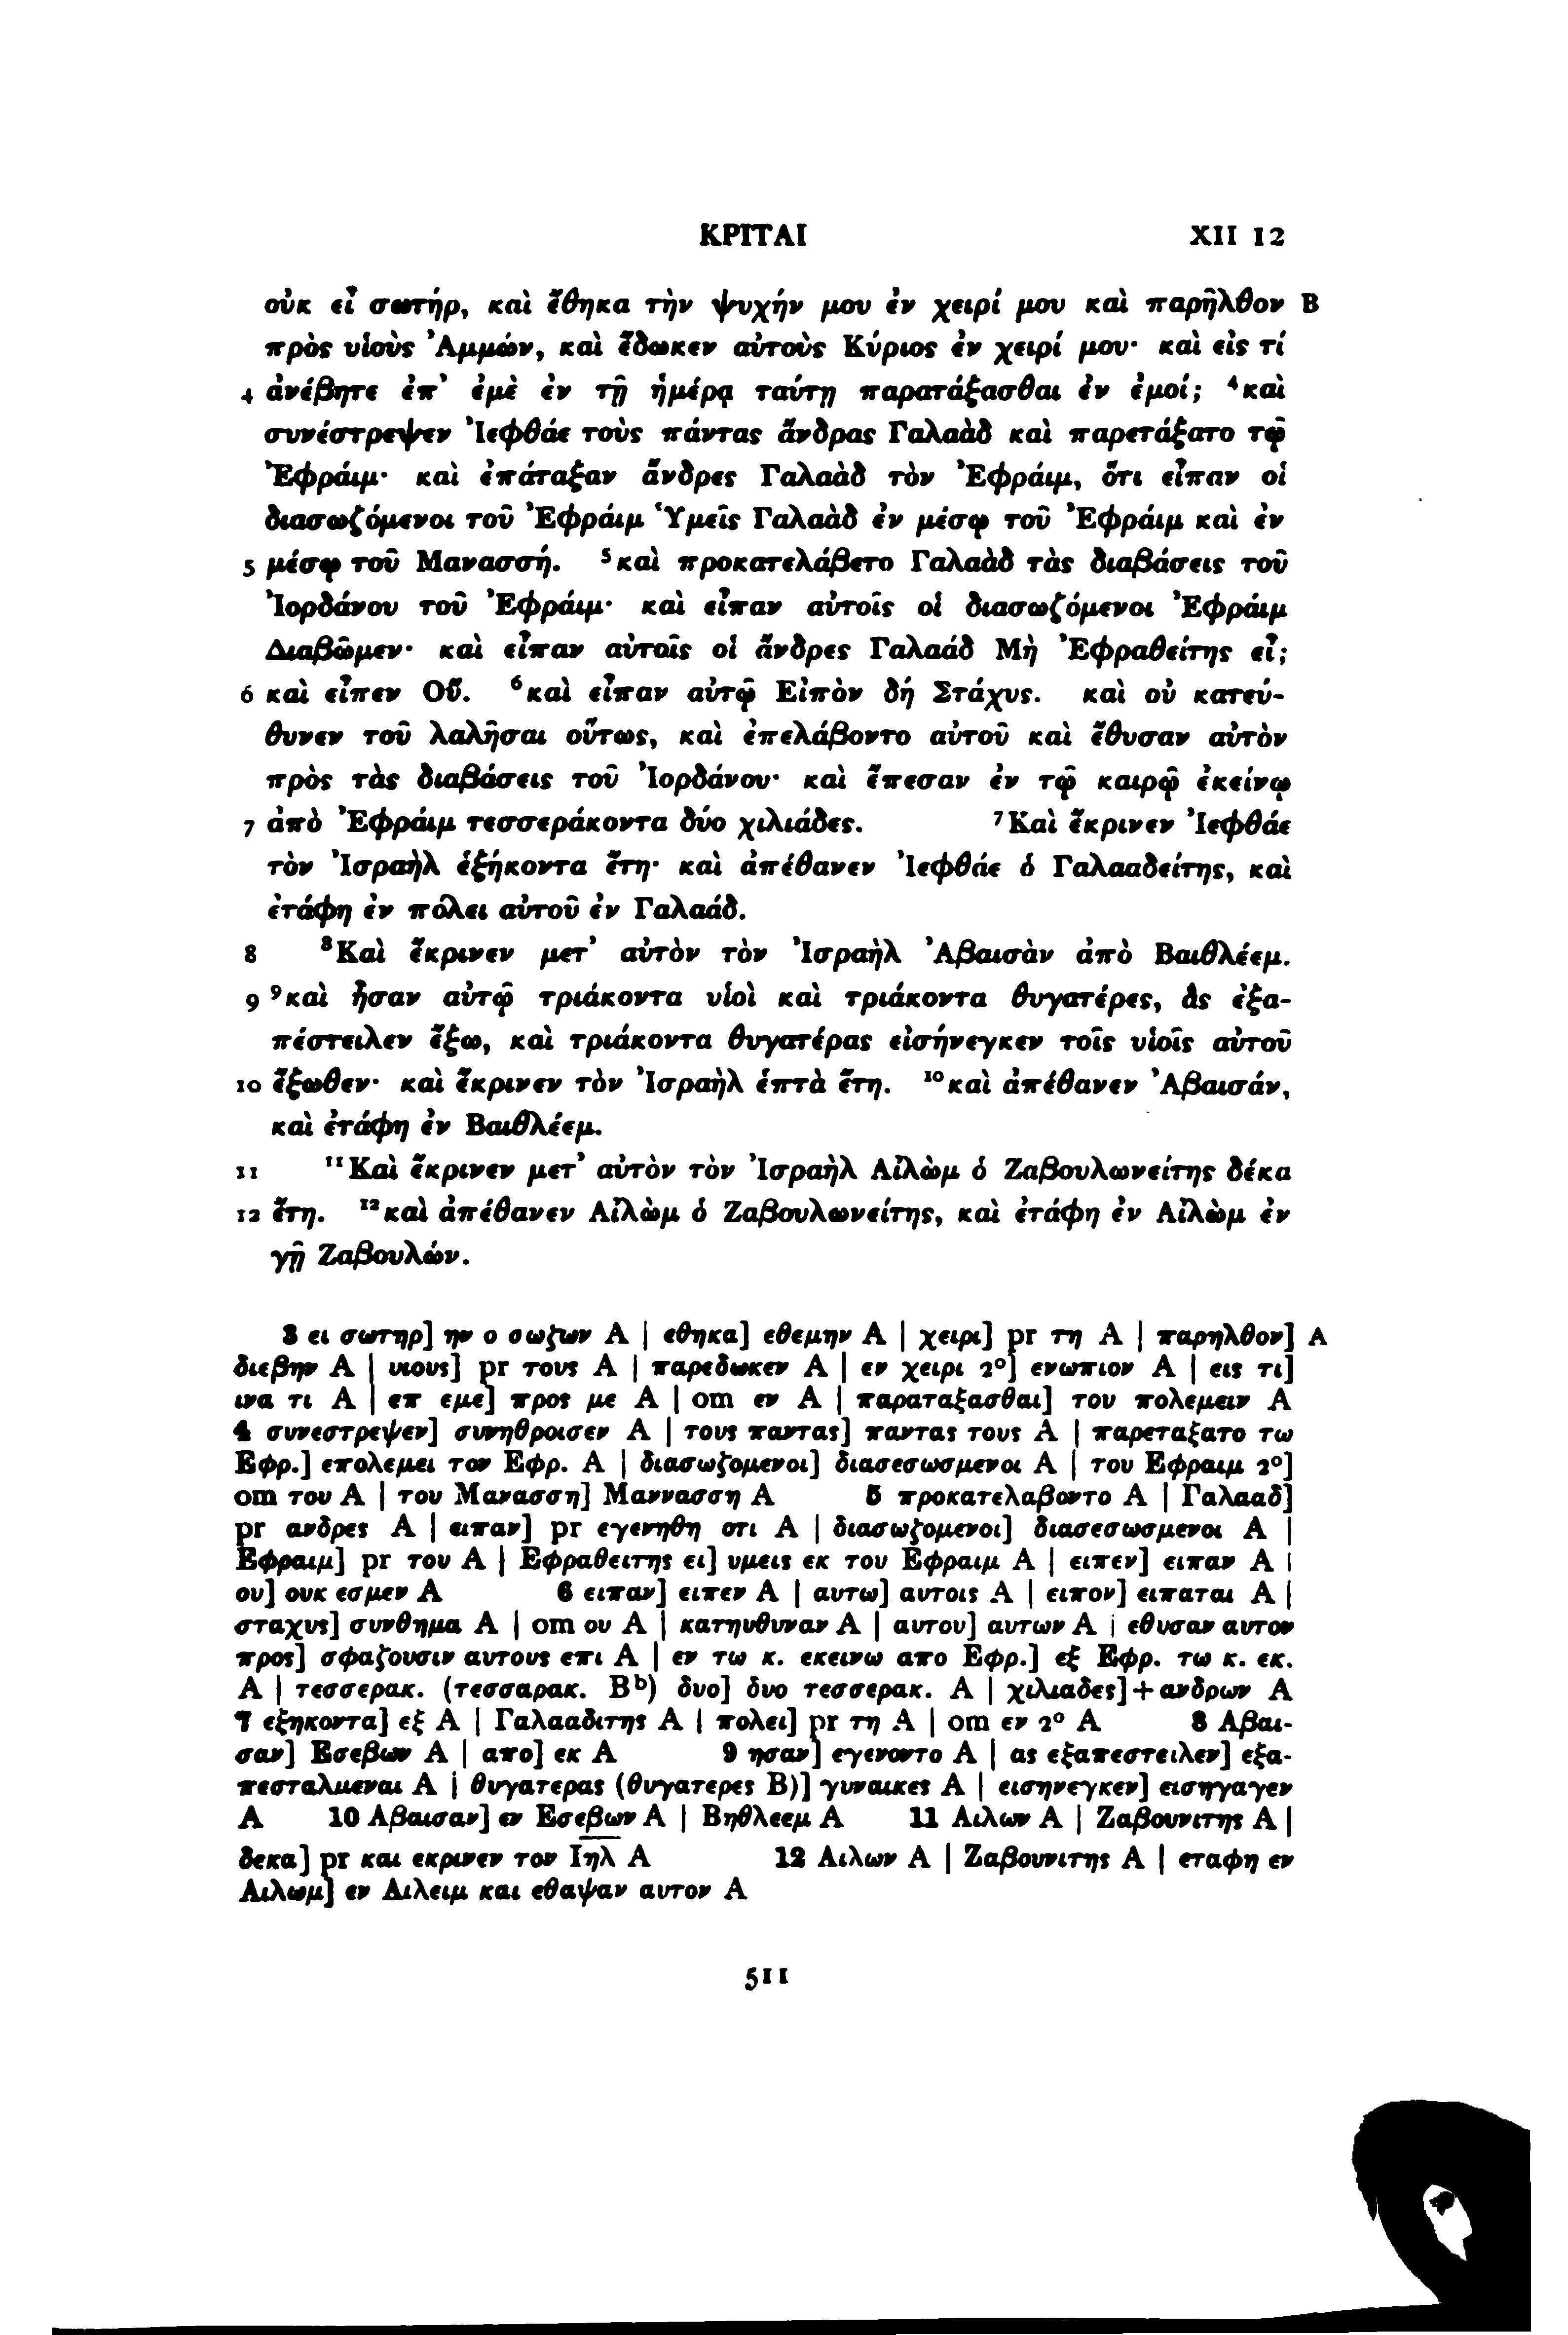 ΚΡΙΤΑΙ XII 12
οὐκ εἶ σωτήρ, καὶ ἔθηκα τὴν ψυχήν μου ἐν χειρί μου καὶ παρῆλθον B
πρὸς υἱοὺς Ἀμμών, καὶ ἔδωκεν αὐτοὺς Κύριος ἐν χειρί μου· καὶ εἰς τί
4 ἀνέβητε ἐπ' ἐμὲ ἐν τῇ ἡμέρᾳ ταύτῃ παρατάξασθαι ἐν ἐμοί; ⁴καὶ
συνέστρεψεν Ἰεφθάε τοὺς πάντας ἄνδρας Γαλαὰδ καὶ παρετάξατο τῷ
Ἐφράιμ· καὶ ἐπάταξαν ἄνδρες Γαλαὰδ τὸν Ἐφράιμ, ὅτι εἶπαν οἱ
διασωζόμενοι τοῦ Ἐφράιμ Ὑμεῖς Γαλαὰδ ἐν μέσῳ τοῦ Ἐφράιμ καὶ ἐν
5 μέσῳ τοῦ Μανασσή. ⁵καὶ προκατελάβετο Γαλαὰδ τὰς διαβάσεις τοῦ
Ἰορδάνου τοῦ Ἐφράιμ· καὶ εἶπαν αὐτοῖς οἱ διασωζόμενοι Ἐφράιμ
Διαβῶμεν· καὶ εἶπαν αὐτοῖς οἱ ἄνδρες Γαλαάδ Μὴ Ἐφραθείτης εἶ;
6 καὶ εἶπεν Οὔ. ⁶καὶ εἶπαν αὐτῷ Εἰπὸν δή Στάχυς. καὶ οὐ κατεύ-
θυνεν τοῦ λαλῆσαι οὕτως, καὶ ἐπελάβοντο αὐτοῦ καὶ ἔθυσαν αὐτὸν
πρὸς τὰς διαβάσεις τοῦ Ἰορδάνου· καὶ ἔπεσαν ἐν τῷ καιρῷ ἐκείνῳ
7 ἀπὸ Ἐφράιμ τεσσεράκοντα δύο χιλιάδες. ⁷Καὶ ἔκρινεν Ἰεφθάε
τὸν Ἰσραὴλ ἑξήκοντα ἔτη· καὶ ἀπέθανεν Ἰεφθάε ὁ Γαλααδείτης, καὶ
ἐτάφη ἐν πόλει αὐτοῦ ἐν Γαλαάδ.
8 ⁸Καὶ ἔκρινεν μετ' αὐτὸν τὸν Ἰσραὴλ Ἀβαισὰν ἀπὸ Βαιθλέεμ.
9 ⁹καὶ ἦσαν αὐτῷ τριάκοντα υἱοὶ καὶ τριάκοντα θυγατέρες, ἃς ἐξα-
πέστειλεν ἔξω, καὶ τριάκοντα θυγατέρας εἰσήνεγκεν τοῖς υἱοῖς αὐτοῦ
10 ἔξωθεν· καὶ ἔκρινεν τὸν Ἰσραὴλ ἑπτὰ ἔτη. ¹⁰καὶ ἀπέθανεν Ἀβαισάν,
καὶ ἐτάφη ἐν Βαιθλέεμ.
11 ¹¹Καὶ ἔκρινεν μετ' αὐτὸν τὸν Ἰσραὴλ Αἰλὼμ ὁ Ζαβουλωνείτης δέκα
12 ἔτη. ¹²καὶ ἀπέθανεν Αἰλὼμ ὁ Ζαβουλωνείτης, καὶ ἐτάφη ἐν Αἰλὼμ ἐν
γῇ Ζαβουλών.
3 ει σωτηρ] ην ο σωζων A | εθηκα] εθεμην A | χειρι] pr τη A | παρηλθον] A
διεβην A | υιους] pr τους A | παρεδωκεν A | εν χειρι 2°] ενωπιον A | εις τι]
ινα τι A | επ εμε] προς με A | om εν A | παραταξασθαι] του πολεμειν A
4 συνεστρεψεν] συνηθροισεν A | τους παντας] παντας τους A | παρεταξατο τω
Εφρ.] επολεμει τον Εφρ. A | διασωζομενοι] διασεσωσμενοι A | του Εφραιμ 2°]
om του A | του Μανασση] Μαννασση A 5 προκατελαβοντο A | Γαλααδ]
pr ανδρες A | ειπαν] pr εγενηθη οτι A | διασωζομενοι] διασεσωσμενοι A |
Εφραιμ] pr του A | Εφραθειτης ει] υμεις εκ του Εφραιμ A | ειπεν] ειπαν A |
ου] ουκ εσμεν A 6 ειπαν] ειπεν A | αυτω] αυτοις A | ειπον] ειπαται A |
σταχυς] συνθημα A | om ου A | κατηυθυναν A | αυτου] αυτων A | εθυσαν αυτον
προς] σφαζουσιν αυτους επι A | εν τω κ. εκεινω απο Εφρ.] εξ Εφρ. τω κ. εκ.
A | τεσσερακ. (τεσσαρακ. Bᵇ) δυο] δυο τεσσερακ. A | χιλιαδες]+ανδρων A
7 εξηκοντα] εξ A | Γαλααδιτης A | πολει] pr τη A | om εν 2° A 8 Αβαι-
σαν] Εσεβων A | απο] εκ A 9 ησαν] εγενοντο A | ας εξαπεστειλεν] εξα-
πεσταλμεναι A | θυγατερας (θυγατερες B)] γυναικες A | εισηνεγκεν] εισηγαγεν
A 10 Αβαισαν] εν Εσεβων A | Βηθλεεμ A 11 Αιλων A | Ζαβουνιτης A |
δεκα] pr και εκρινεν τον Ι̅η̅λ̅ A 12 Αιλων A | Ζαβουνιτης A | εταφη εν
Αιλωμ] εν Αιλειμ και εθαψαν αυτον A
511